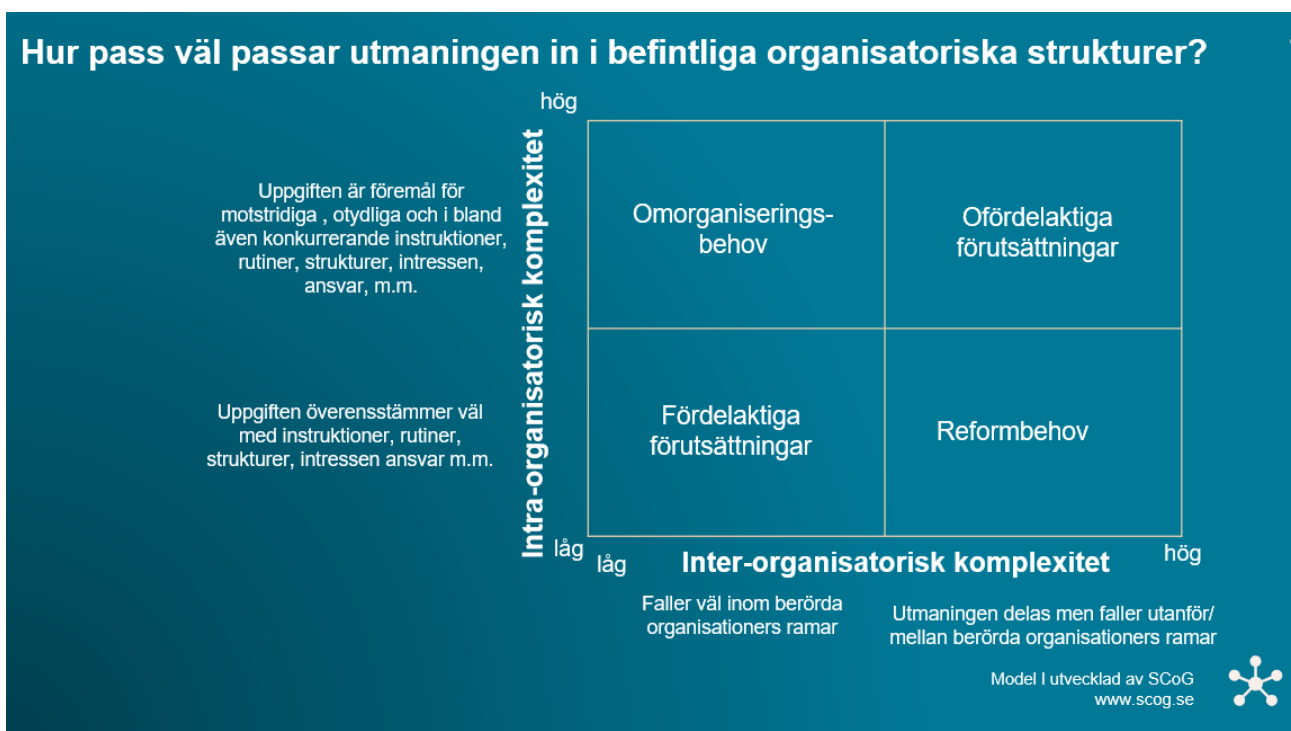 Hur pass väl passar utmaningen in i befintliga organisatoriska strukturer?
hög
Intra-organisatorisk komplexitet
Uppgiften är föremål för
motstridiga , otydliga och i bland
även konkurrerande instruktioner,
rutiner, strukturer, intressen,
ansvar, m.m.
Omorganiserings-
behov
Ofördelaktiga
förutsättningar
Uppgiften överensstämmer väl
med instruktioner, rutiner,
strukturer, intressen ansvar m.m.
Fördelaktiga
förutsättningar
Reformbehov
låg
låg
Inter-organisatorisk komplexitet
hög
Faller väl inom berörda
organisationers ramar
Utmaningen delas men faller utanför/
mellan berörda organisationers ramar
Model I utvecklad av SCoG
www.scog.se